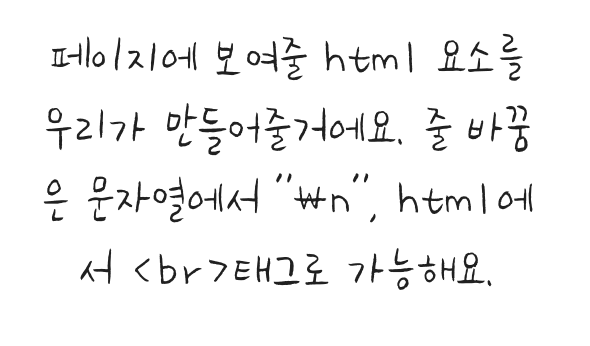 페이지에 보여줄 html 요소를
우리가 만들어줄거에요. 줄 바꿈
은 문자열에서 "₩n", html에
서 <br>태그로 가능해요.